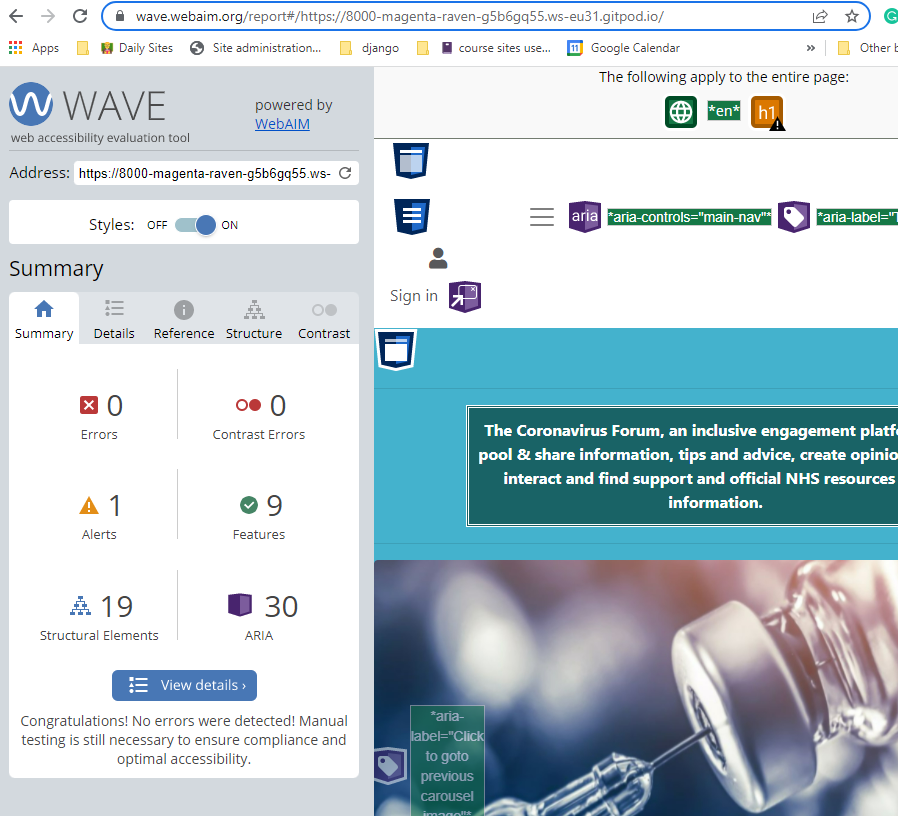 wave.webaim.org/report#/https://8000-magenta-raven-g5b6gq55.ws-eu31.gitpod.io/
Apps Daily Sites Site administration... django course sites use... 11 Google Calendar » Other b
WAVE
web accessibility evaluation tool
powered by
WebAIM
Address: https://8000-magenta-raven-g5b6gq55.ws-
Styles: OFF ON
Summary
Summary Details Reference Structure Contrast
0 0
Errors Contrast Errors
1 9
Alerts Features
19 30
Structural Elements ARIA
View details ›
Congratulations! No errors were detected! Manual
testing is still necessary to ensure compliance and
optimal accessibility.
The following apply to the entire page:
*en* h1
aria *aria-controls="main-nav"* *aria-label="T
Sign in
The Coronavirus Forum, an inclusive engagement platf
pool & share information, tips and advice, create opinio
interact and find support and official NHS resources
information.
*aria-
label="Click
to goto
previous
carousel
image"*